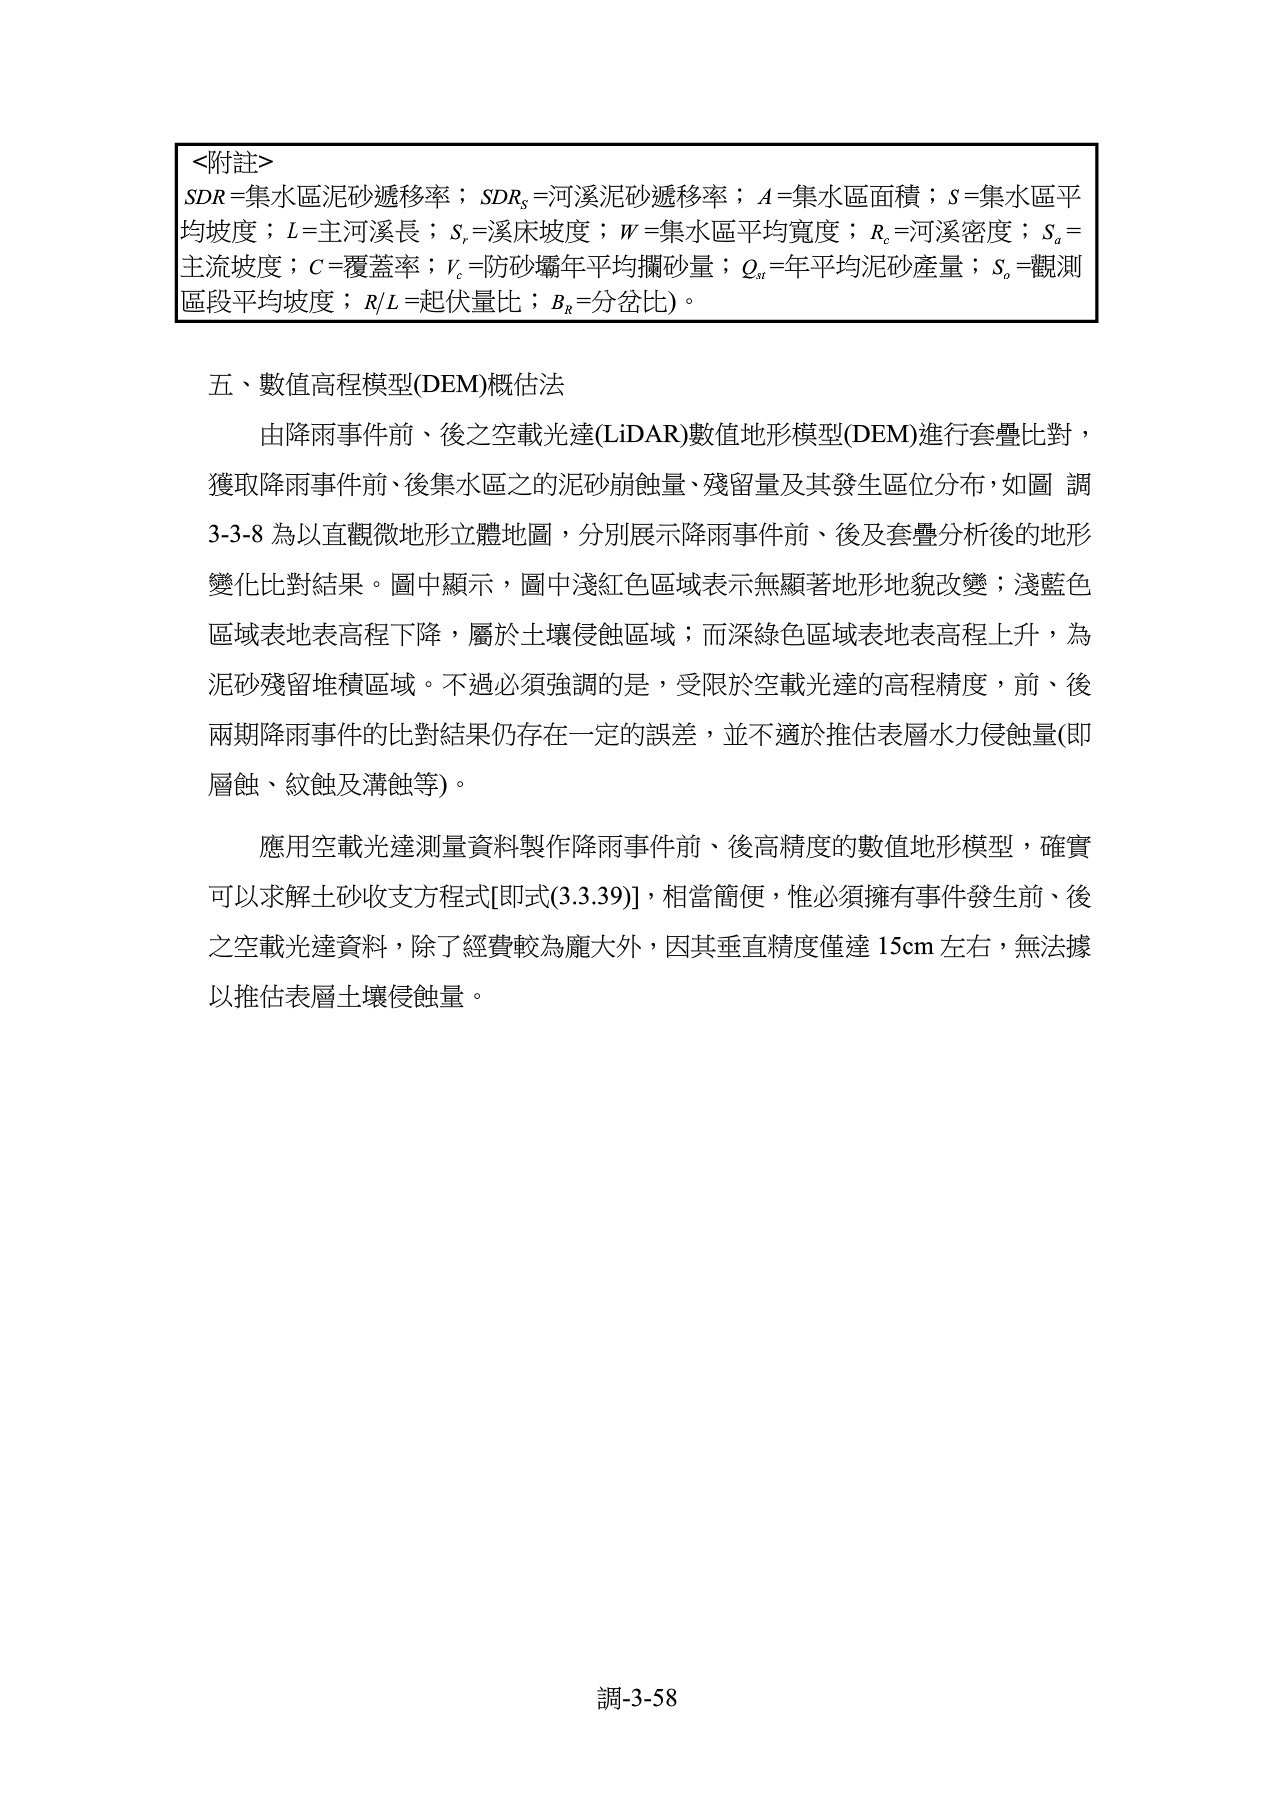 <附註>
SDR=集水區泥砂遞移率；SDRₛ=河溪泥砂遞移率；A=集水區面積；S=集水區平
均坡度；L=主河溪長；Sᵣ=溪床坡度；W=集水區平均寬度；R_c=河溪密度；Sₐ=
主流坡度；C=覆蓋率；V_c=防砂壩年平均攔砂量；Q_st=年平均泥砂產量；Sₒ=觀測
區段平均坡度；R/L=起伏量比；B_R=分岔比)。
五、數值高程模型(DEM)概估法
由降雨事件前、後之空載光達(LiDAR)數值地形模型(DEM)進行套疊比對，
獲取降雨事件前、後集水區之的泥砂崩蝕量、殘留量及其發生區位分布，如圖 調
3-3-8 為以直觀微地形立體地圖，分別展示降雨事件前、後及套疊分析後的地形
變化比對結果。圖中顯示，圖中淺紅色區域表示無顯著地形地貌改變；淺藍色
區域表地表高程下降，屬於土壤侵蝕區域；而深綠色區域表地表高程上升，為
泥砂殘留堆積區域。不過必須強調的是，受限於空載光達的高程精度，前、後
兩期降雨事件的比對結果仍存在一定的誤差，並不適於推估表層水力侵蝕量(即
層蝕、紋蝕及溝蝕等)。
應用空載光達測量資料製作降雨事件前、後高精度的數值地形模型，確實
可以求解土砂收支方程式[即式(3.3.39)]，相當簡便，惟必須擁有事件發生前、後
之空載光達資料，除了經費較為龐大外，因其垂直精度僅達 15cm 左右，無法據
以推估表層土壤侵蝕量。
調-3-58